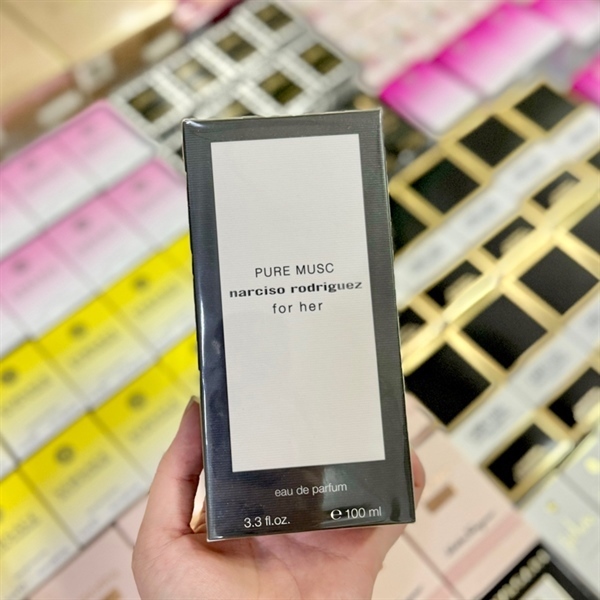 PURE MUSC
narciso rodriguez
for her
eau de parfum
3.3 fl.oz. ℮ 100 ml